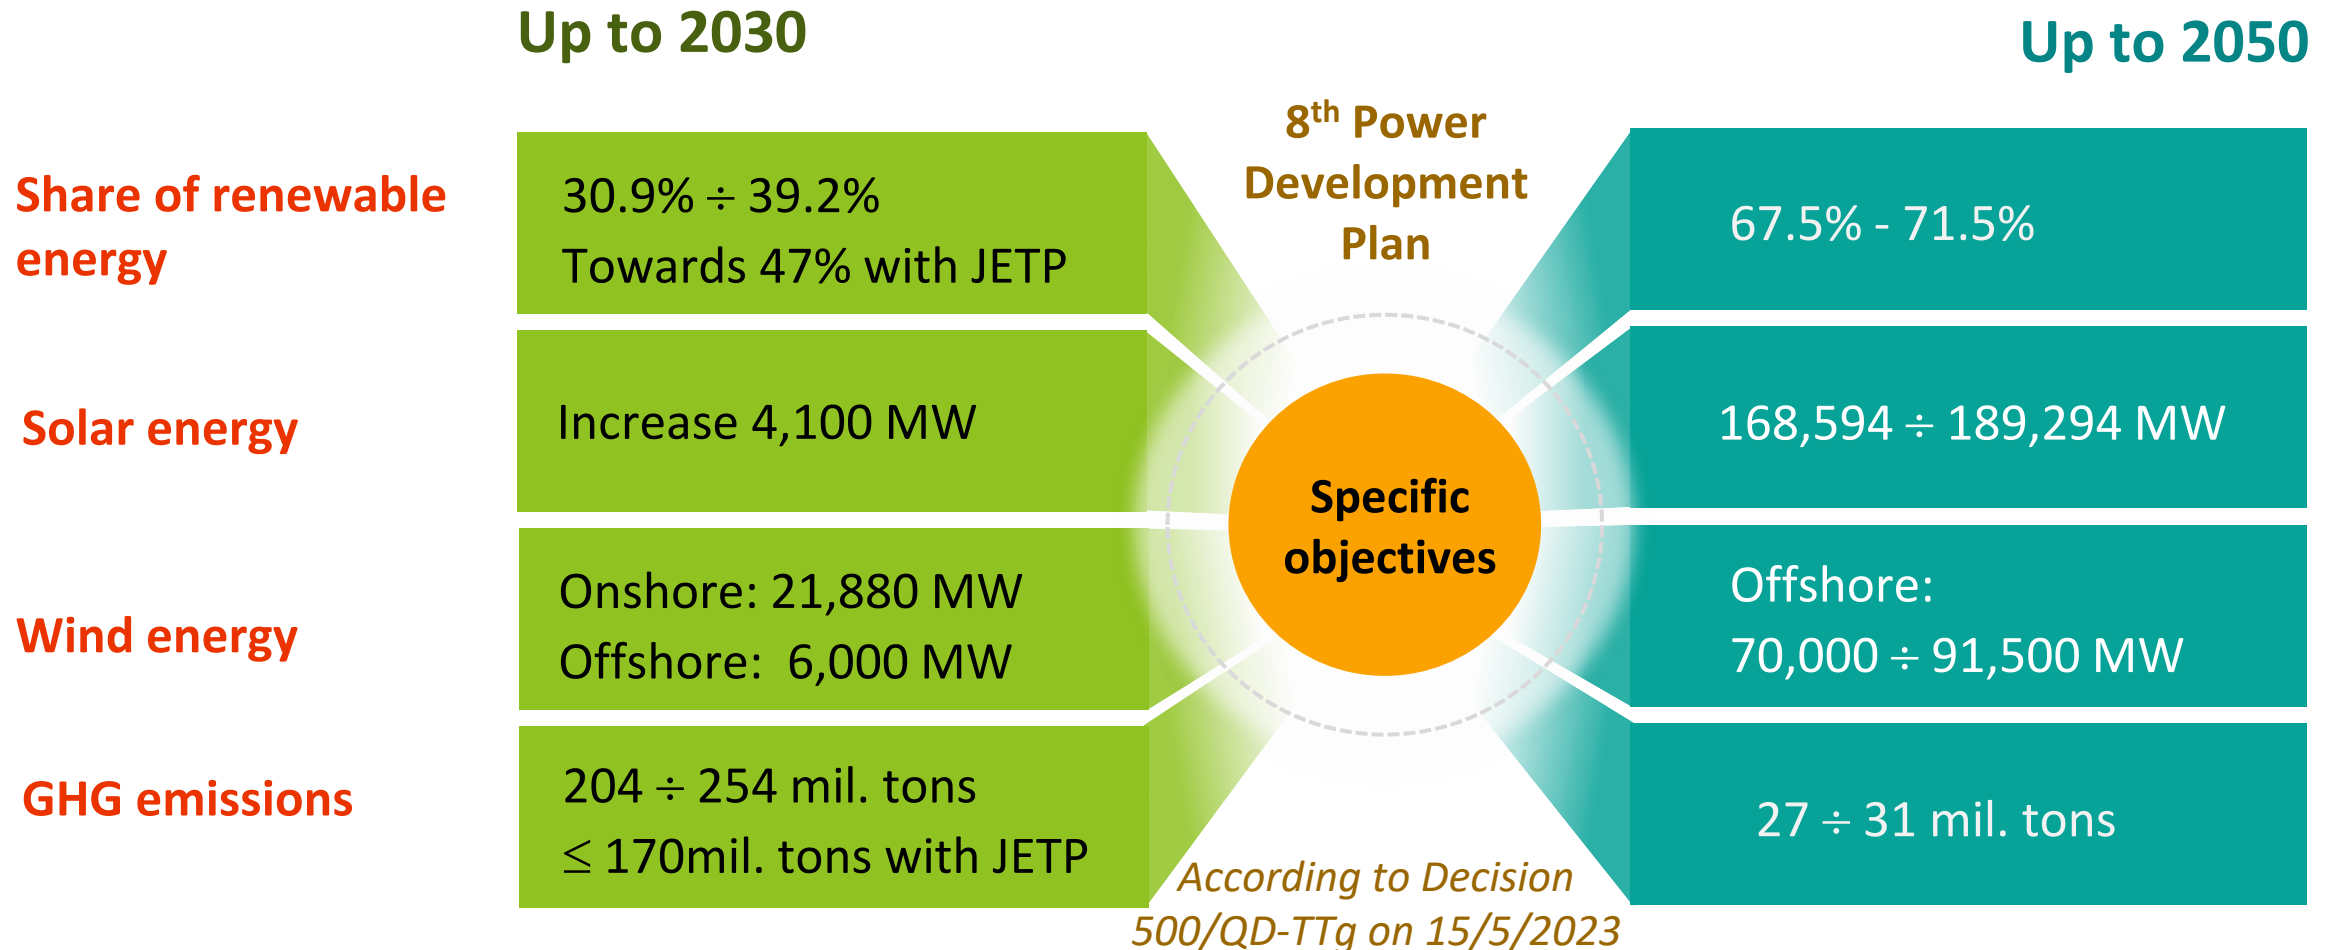 Up to 2030
Up to 2050
8th Power
Development
Plan
Share of renewable
energy
30.9% ÷ 39.2%
Towards 47% with JETP
67.5% - 71.5%
Solar energy
Increase 4,100 MW
168,594 ÷ 189,294 MW
Specific
objectives
Wind energy
Onshore: 21,880 MW
Offshore:  6,000 MW
Offshore:
70,000 ÷ 91,500 MW
GHG emissions
204 ÷ 254 mil. tons
≤ 170mil. tons with JETP
27 ÷ 31 mil. tons
According to Decision
500/QD-TTg on 15/5/2023